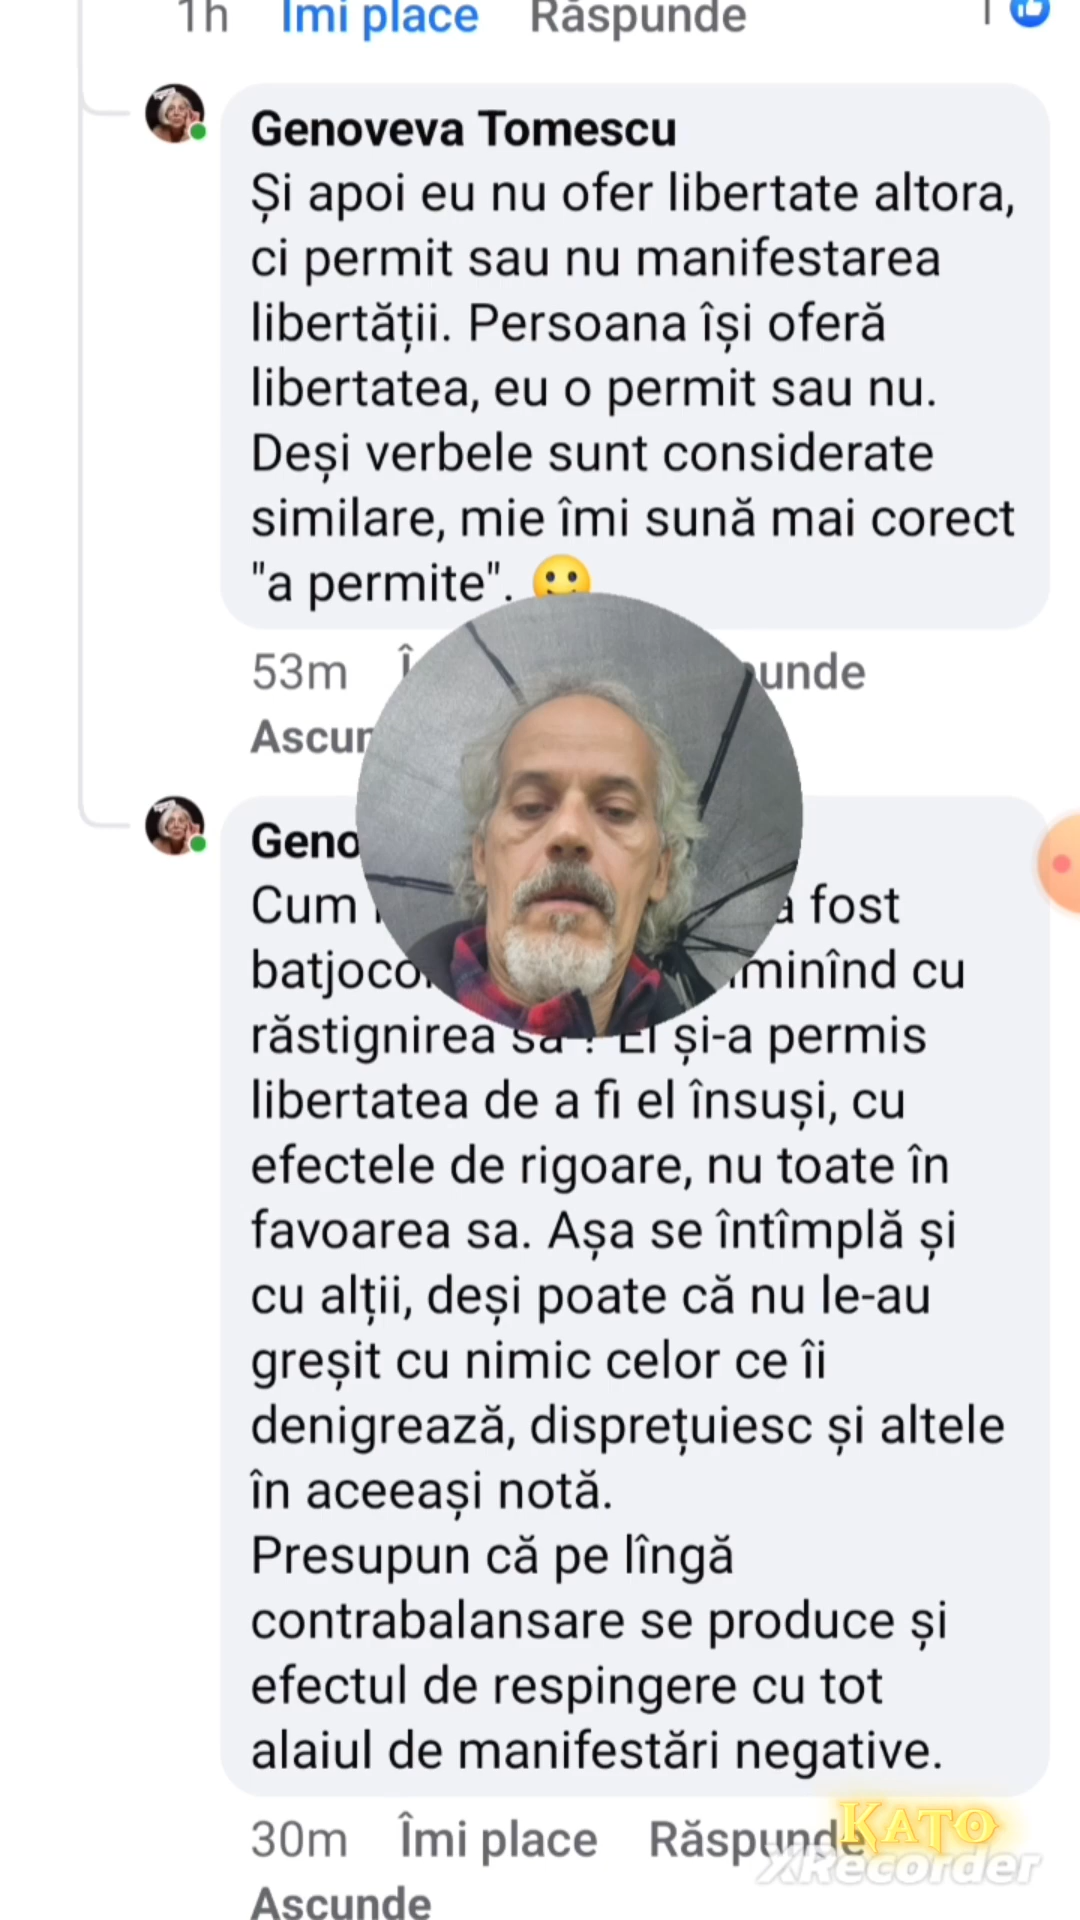 1h Îmi place Răspunde 1
Genoveva Tomescu
Și apoi eu nu ofer libertate altora,
ci permit sau nu manifestarea
libertății. Persoana își oferă
libertatea, eu o permit sau nu.
Deși verbele sunt considerate
similare, mie îmi sună mai corect
"a permite".
53m
Cum fost
cu
răstignirea El și-a permis
libertatea de a fi el însuși, cu
efectele de rigoare, nu toate în
favoarea sa. Așa se întîmplă și
cu alții, deși poate că nu le-au
greșit cu nimic celor ce îi
denigrează, disprețuiesc și altele
în aceeași notă.
Presupun că pe lîngă
contrabalansare se produce și
efectul de respingere cu tot
alaiul de manifestări negative.
30m Îmi place Răspunde
KATO
XRecorder
Ascunde